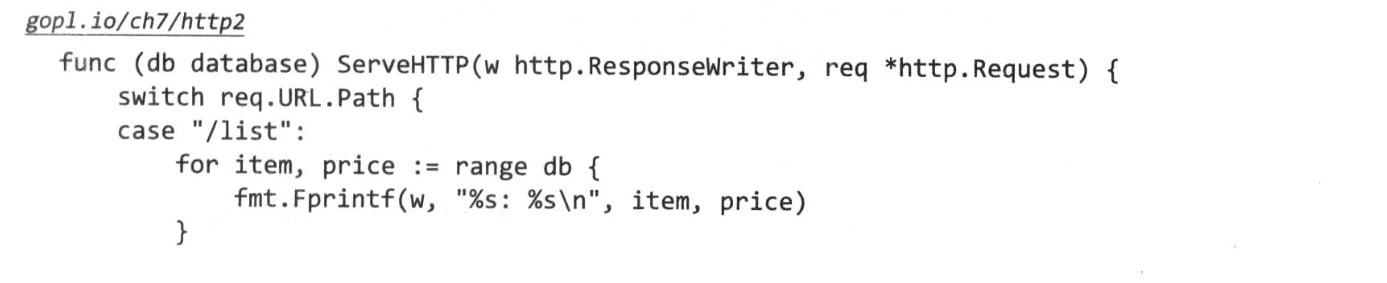 gopl.io/ch7/http2
func (db database) ServeHTTP(w http.ResponseWriter, req *http.Request) {
    switch req.URL.Path {
    case "/list":
        for item, price := range db {
            fmt.Fprintf(w, "%s: %s\n", item, price)
        }